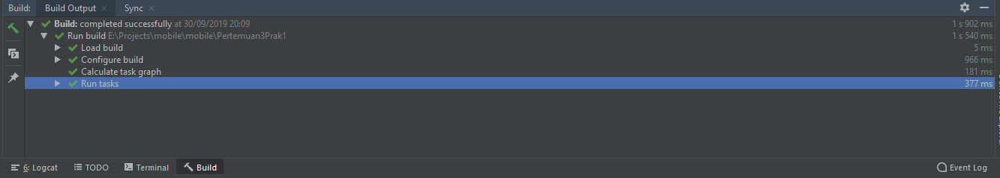 Build: Build Output Sync
Build: completed successfully at 30/09/2019 20:09 1 s 902 ms
Run build E:\Projects\mobile\mobile\Pertemuan3Prak1 1 s 540 ms
Load build 5 ms
Configure build 966 ms
Calculate task graph 181 ms
Run tasks 377 ms
6: Logcat TODO Terminal Build Event Log